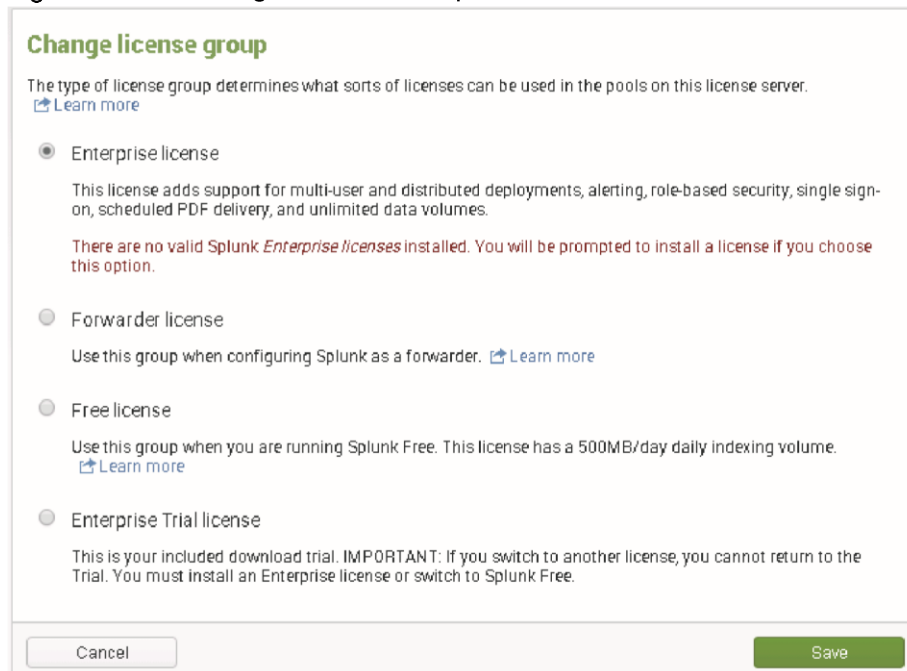 Change license group
The type of license group determines what sorts of licenses can be used in the pools on this license server.
Learn more
Enterprise license
This license adds support for multi-user and distributed deployments, alerting, role-based security, single sign-
on, scheduled PDF delivery, and unlimited data volumes.
There are no valid Splunk Enterprise licenses installed. You will be prompted to install a license if you choose
this option.
Forwarder license
Use this group when configuring Splunk as a forwarder. Learn more
Free license
Use this group when you are running Splunk Free. This license has a 500MB/day daily indexing volume.
Learn more
Enterprise Trial license
This is your included download trial. IMPORTANT: If you switch to another license, you cannot return to the
Trial. You must install an Enterprise license or switch to Splunk Free.
Cancel Save